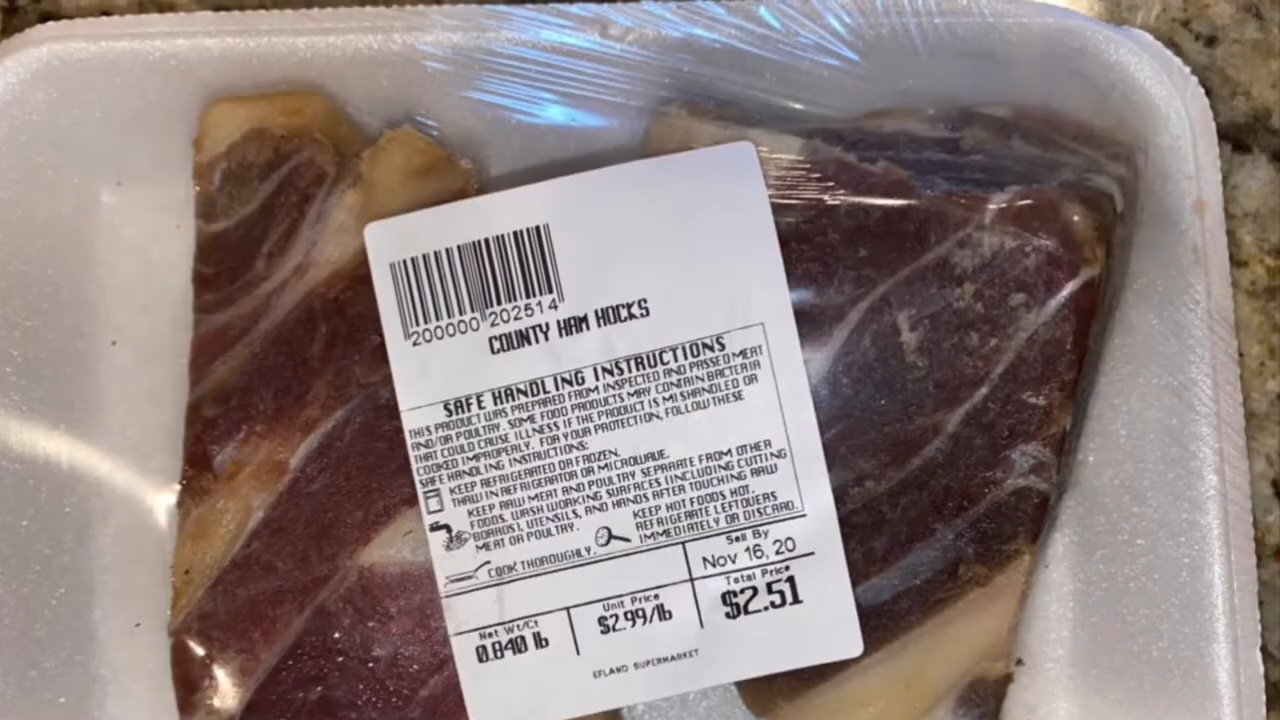 200000 202514
COUNTY HAM HOCKS
SAFE HANDLING INSTRUCTIONS
THIS PRODUCT WAS PREPARED FROM INSPECTED AND PASSED MEAT
AND/OR POULTRY. SOME FOOD PRODUCTS MAY CONTAIN BACTERIA
THAT COULD CAUSE ILLNESS IF THE PRODUCT IS MISHANDLED OR
COOKED IMPROPERLY. FOR YOUR PROTECTION, FOLLOW THESE
SAFE HANDLING INSTRUCTIONS:
KEEP REFRIGERATED OR FROZEN.
THAW IN REFRIGERATOR OR MICROWAVE.
KEEP RAW MEAT AND POULTRY SEPARATE FROM OTHER
FOODS. WASH WORKING SURFACES (INCLUDING CUTTING
BOARDS), UTENSILS, AND HANDS AFTER TOUCHING RAW
MEAT OR POULTRY.
KEEP HOT FOODS HOT.
REFRIGERATE LEFTOVERS
IMMEDIATELY OR DISCARD.
COOK THOROUGHLY.
Sell By
Nov 16, 20
Net Wt/Ct
0.840 lb
Unit Price
$2.99/lb
Total Price
$2.51
EFLAND SUPERMARKET